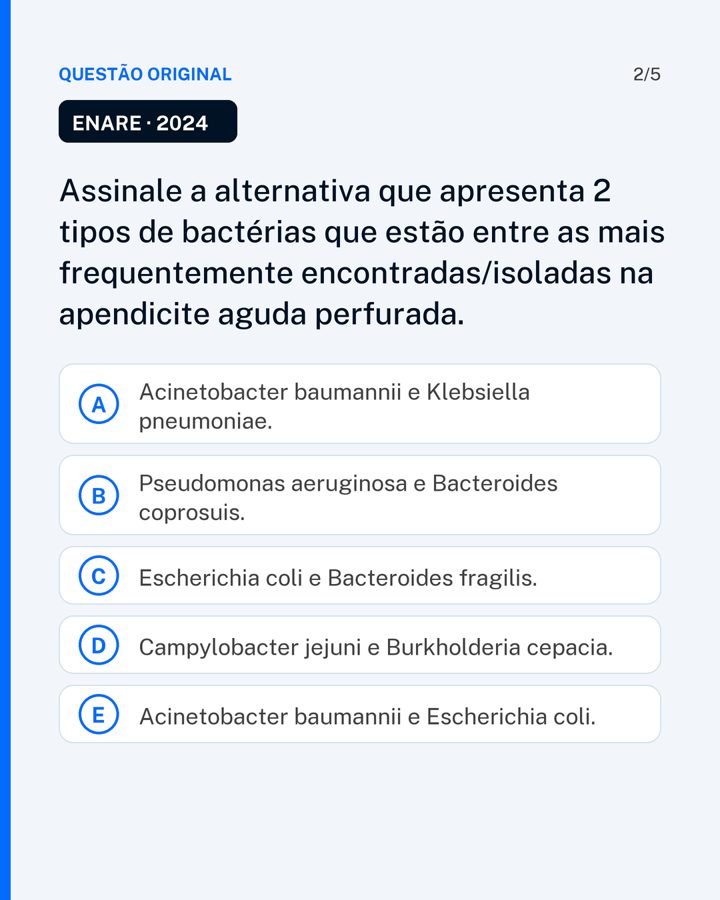 QUESTÃO ORIGINAL
2/5
ENARE · 2024
Assinale a alternativa que apresenta 2
tipos de bactérias que estão entre as mais
frequentemente encontradas/isoladas na
apendicite aguda perfurada.
A
Acinetobacter baumannii e Klebsiella
pneumoniae.
B
Pseudomonas aeruginosa e Bacteroides
coprosuis.
C
Escherichia coli e Bacteroides fragilis.
D
Campylobacter jejuni e Burkholderia cepacia.
E
Acinetobacter baumannii e Escherichia coli.